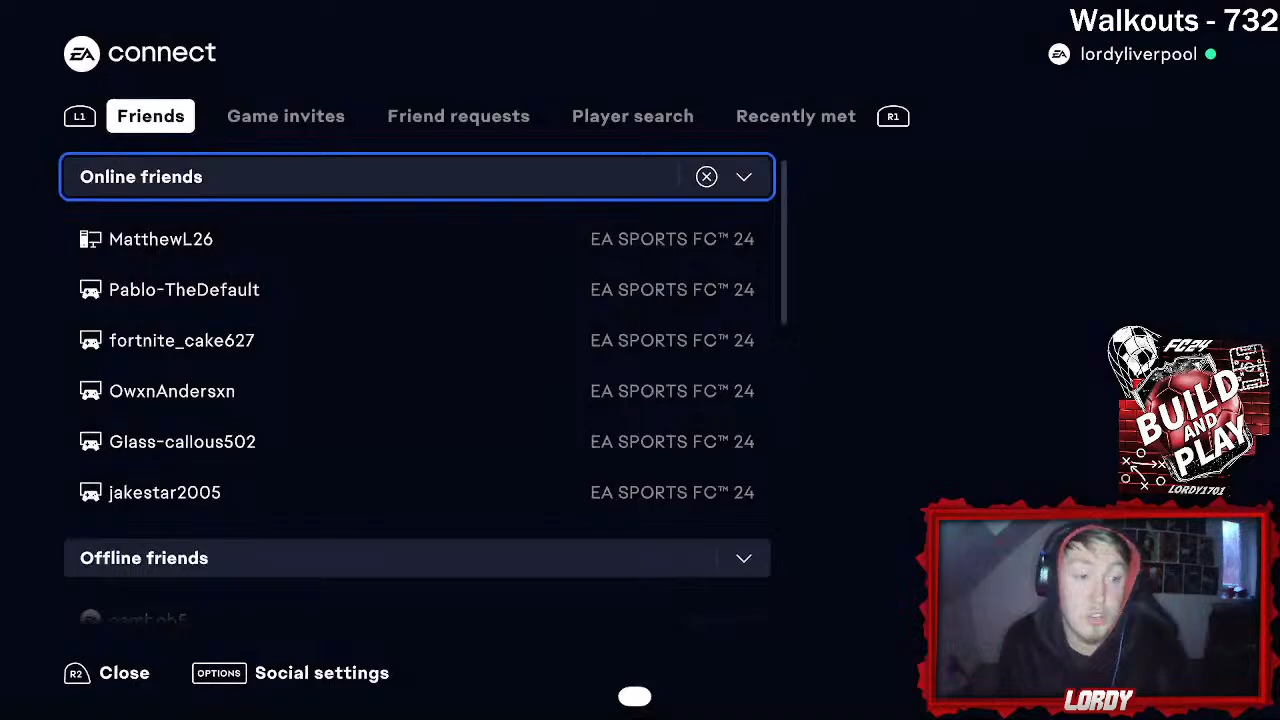 Walkouts - 732
EA connect
EA lordyliverpool
L1 Friends Game invites Friend requests Player search Recently met R1
Online friends
MatthewL26 EA SPORTS FC™ 24
Pablo-TheDefault EA SPORTS FC™ 24
fortnite_cake627 EA SPORTS FC™ 24
OwxnAndersxn EA SPORTS FC™ 24
Glass-callous502 EA SPORTS FC™ 24
jakestar2005 EA SPORTS FC™ 24
Offline friends
R2 Close OPTIONS Social settings
FC24
BUILD
AND
PLAY
LORDY1701
LORDY